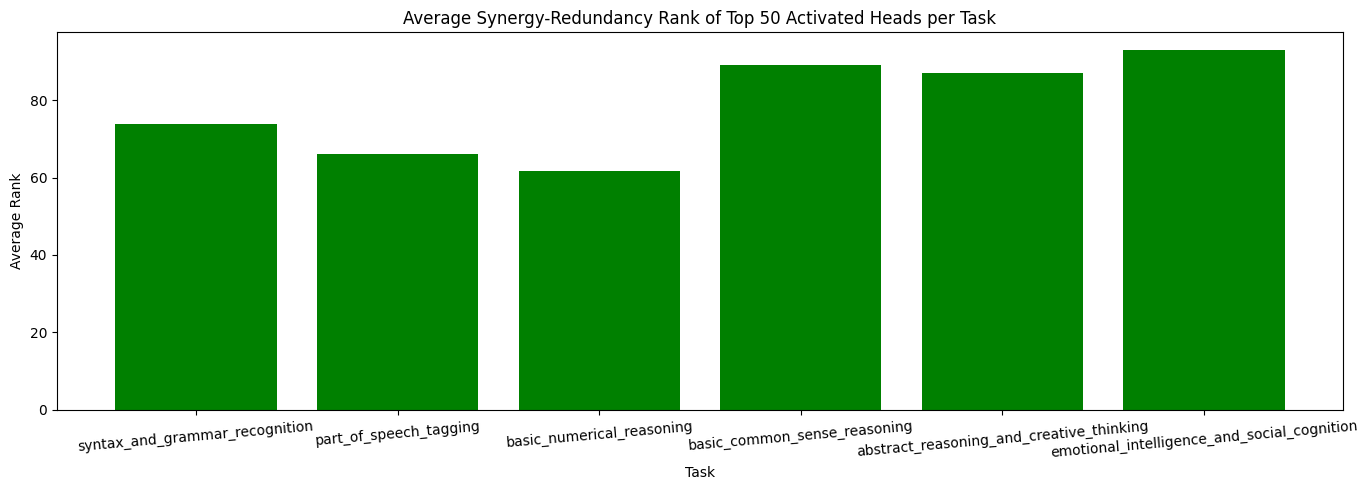 Average Synergy-Redundancy Rank of Top 50 Activated Heads per Task
Average Rank
80
60
40
20
0
syntax_and_grammar_recognition
part_of_speech_tagging
basic_numerical_reasoning
basic_common_sense_reasoning
abstract_reasoning_and_creative_thinking
emotional_intelligence_and_social_cognition
Task